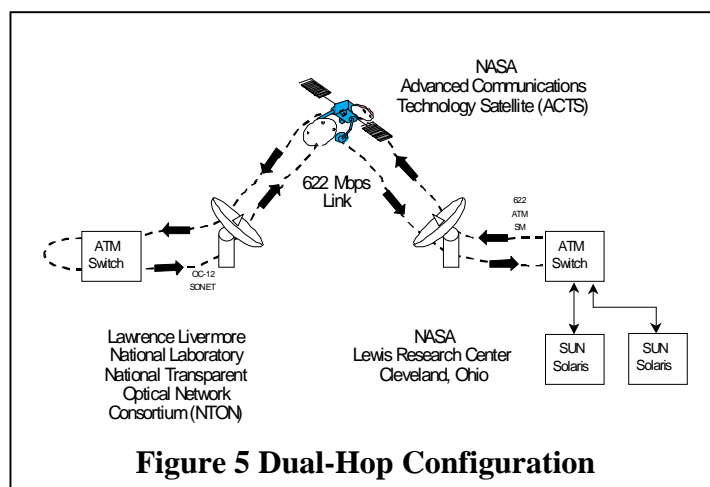 NASA
Advanced Communications
Technology Satellite (ACTS)
622 Mbps
Link
622
ATM
SM
ATM
Switch
OC-12
SONET
ATM
Switch
Lawrence Livermore
National Laboratory
National Transparent
Optical Network
Consortium (NTON)
NASA
Lewis Research Center
Cleveland, Ohio
SUN
Solaris
SUN
Solaris
Figure 5 Dual-Hop Configuration